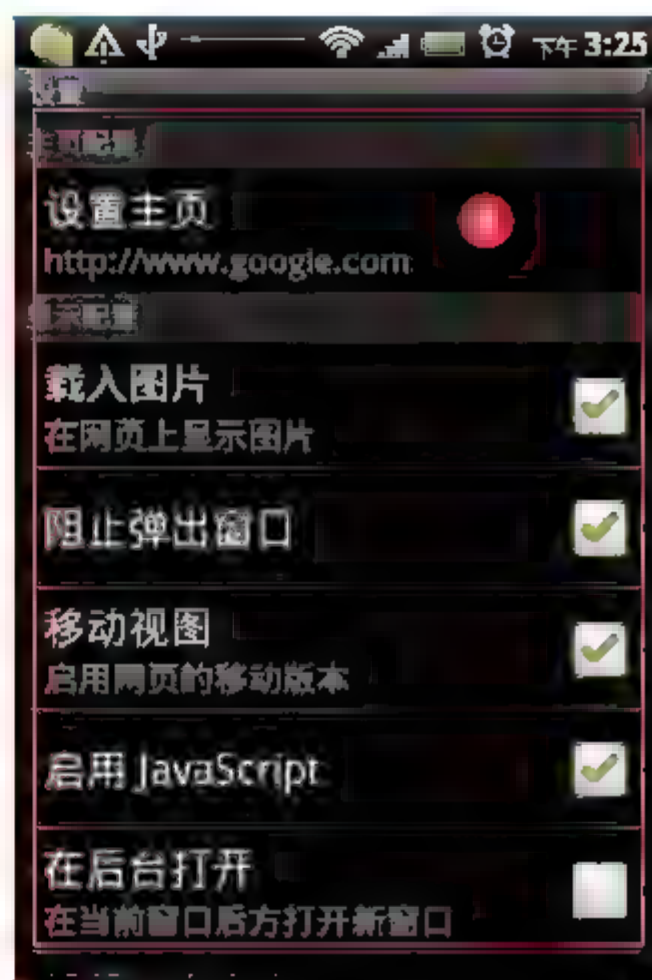 下午 3:25
设置主页
http://www.google.com
载入图片
在网页上显示图片
阻止弹出窗口
移动视图
启用网页的移动版本
启用 JavaScript
在后台打开
在当前窗口后方打开新窗口